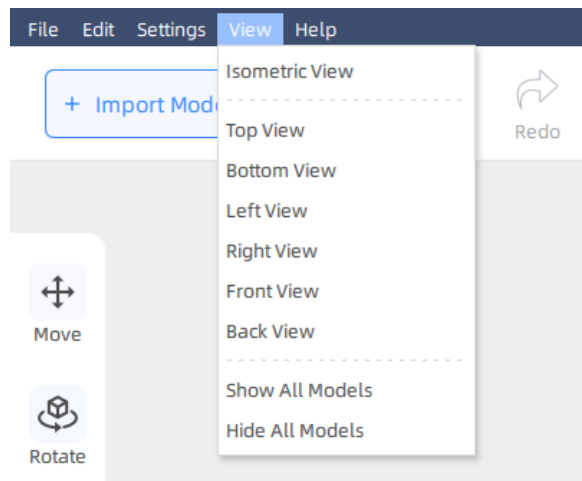 File Edit Settings View Help
Isometric View
+ Import Mode
Redo
Top View
Bottom View
Left View
Right View
Front View
Back View
Show All Models
Hide All Models
Move
Rotate